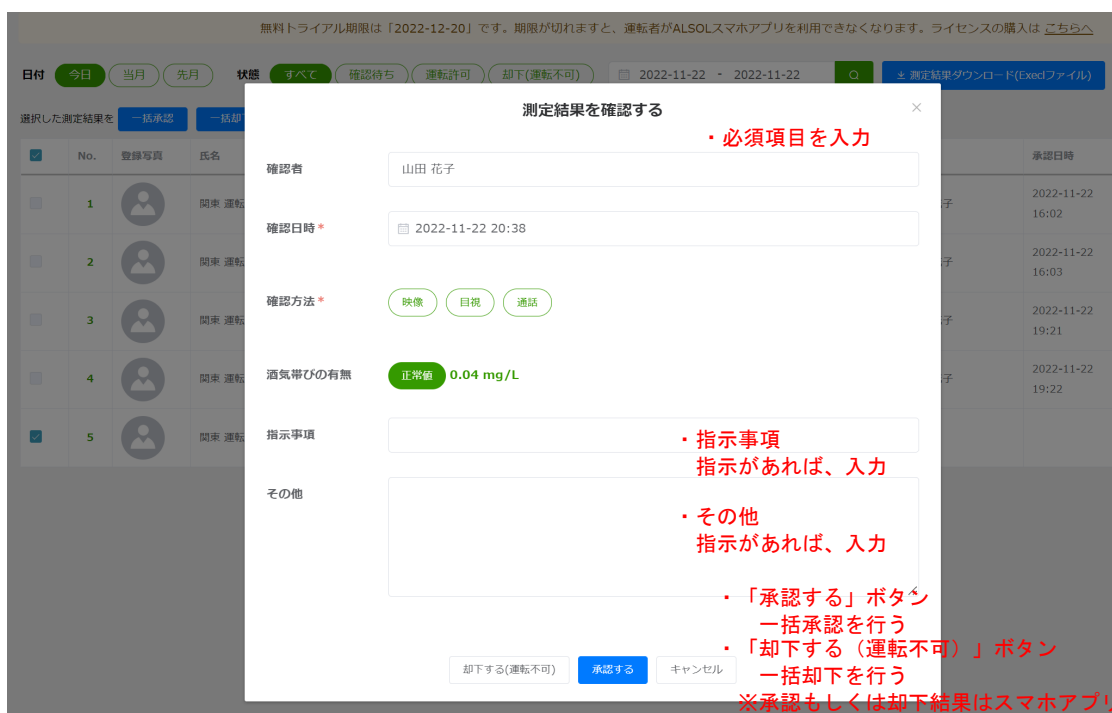 無料トライアル期限は「2022-12-20」です。期限が切れますと、運転者がALSOLスマホアプリを利用できなくなります。ライセンスの購入は こちらへ
日付 今日 当月 先月 状態 すべて 確認待ち 運転許可 却下(運転不可) 2022-11-22 - 2022-11-22 測定結果ダウンロード(Execlファイル)
選択した測定結果を 一括承認 一括却
測定結果を確認する
・必須項目を入力
No. 登録写真 氏名 承認日時
確認者 山田 花子
1 関東 運転 子 2022-11-22
16:02
確認日時* 2022-11-22 20:38
2 関東 運転 子 2022-11-22
16:03
確認方法* 映像 目視 通話
3 関東 運転 子 2022-11-22
19:21
酒気帯びの有無 正常値 0.04 mg/L
4 関東 運転 子 2022-11-22
19:22
指示事項
5 関東 運転
・指示事項
指示があれば、入力
その他
・その他
指示があれば、入力
・「承認する」ボタン
一括承認を行う
・「却下する（運転不可）」ボタン
一括却下を行う
却下する(運転不可) 承認する キャンセル
※承認もしくは却下結果はスマホアプリ